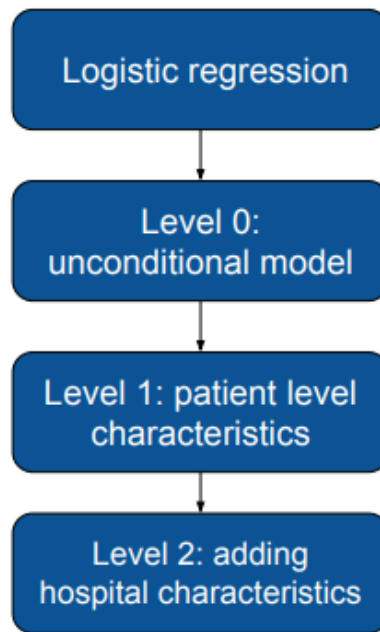 Logistic regression
Level 0:
unconditional model
Level 1: patient level
characteristics
Level 2: adding
hospital characteristics